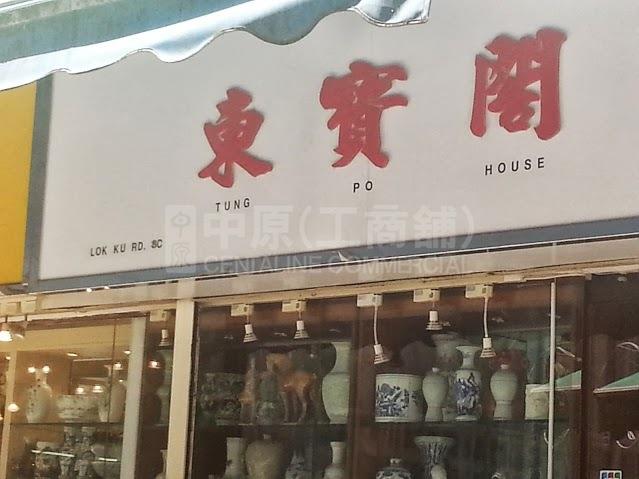 東寶閣
TUNG PO HOUSE
LOK KU RD. 8C
中原(工商舖)
CENTALINE COMMERCIAL